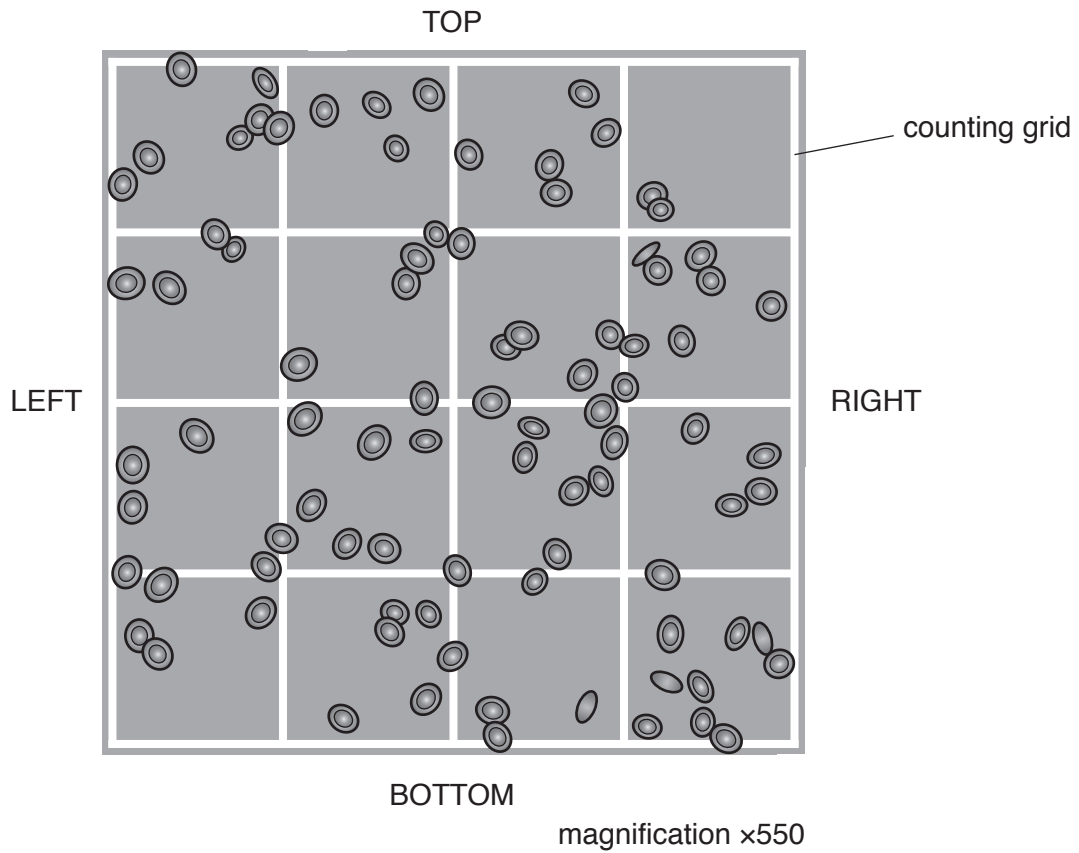 TOP
counting grid
LEFT
RIGHT
BOTTOM
magnification ×550